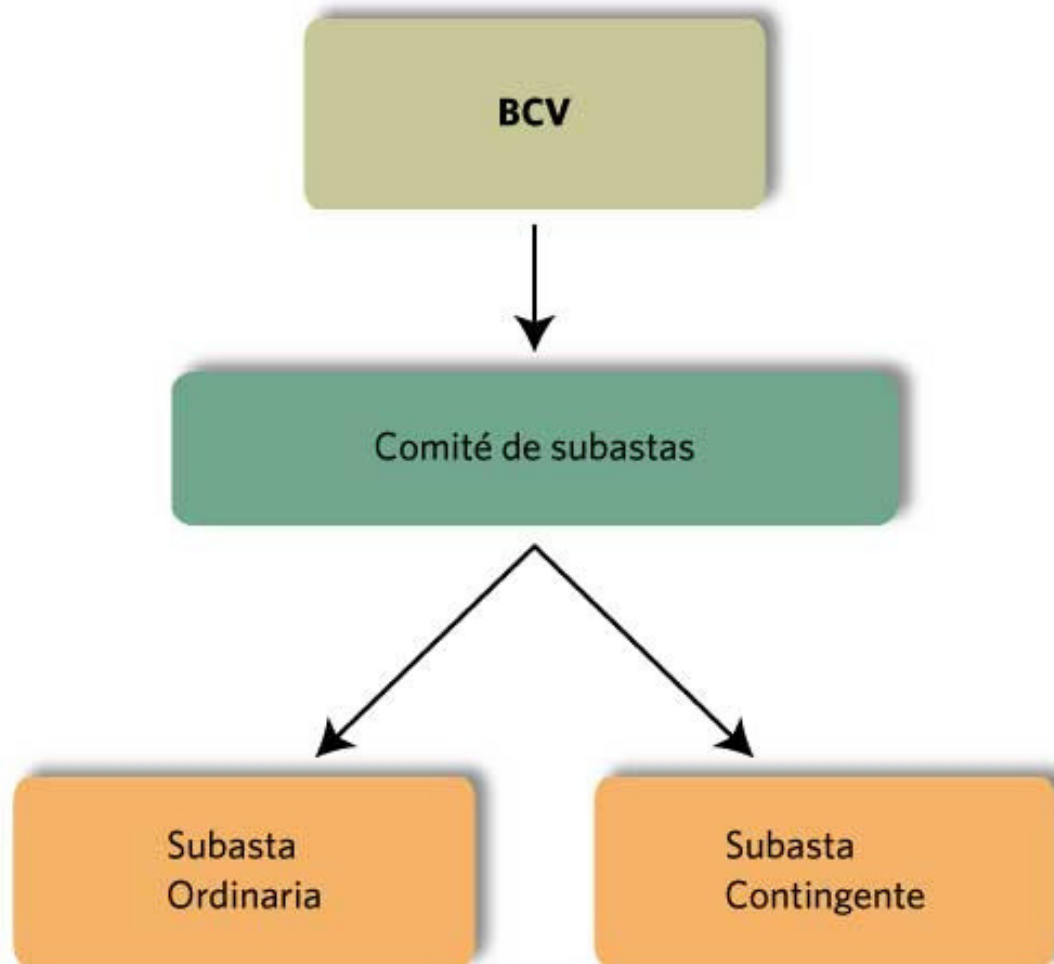 BCV
Comité de subastas
Subasta
Ordinaria
Subasta
Contingente